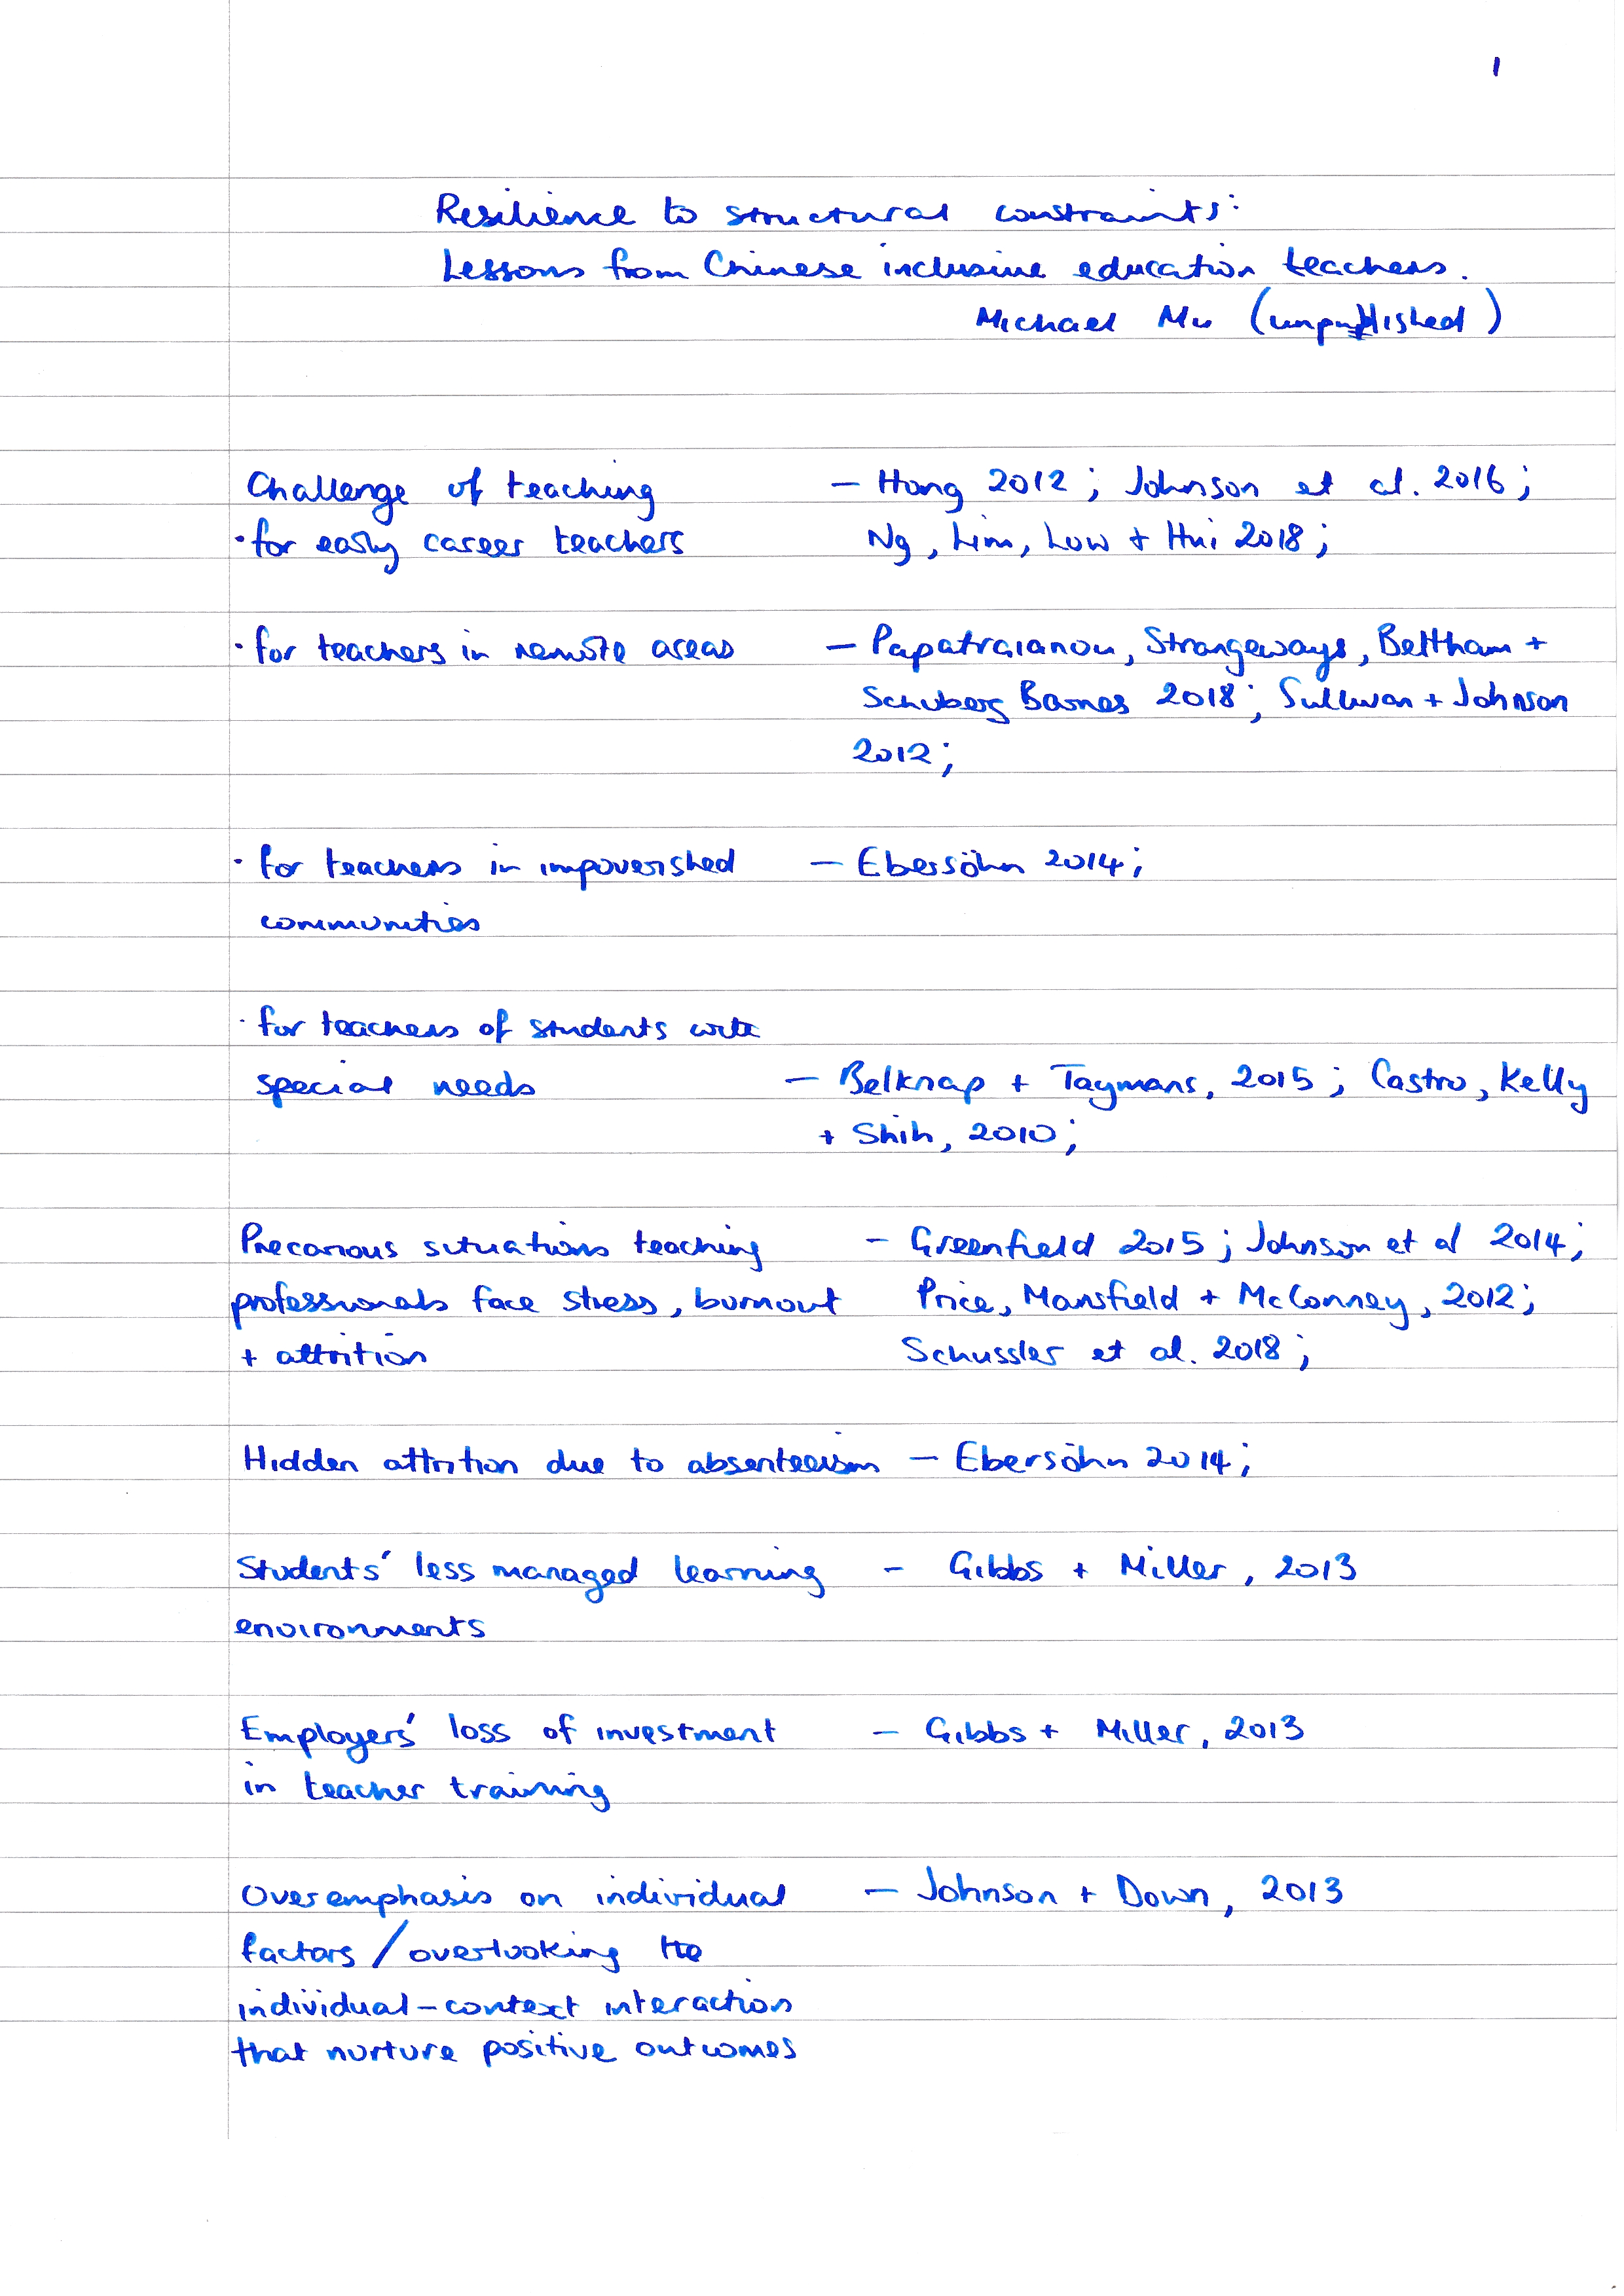 1
Resilience to structural constraints:
Lessons from Chinese inclusive education teachers.
Michael Mu (unpublished)
Challenge of teaching — Hong 2012; Johnson et al. 2016;
· for early career teachers Ng, Lim, Low + Hui 2018;
· for teachers in remote areas — Papatraianou, Strangeways, Beltham +
Schuberg Barnes 2018; Sullivan + Johnson
2012;
· for teachers in impoverished — Ebersöhn 2014;
communities
· for teachers of students with
special needs — Belknap + Taymans, 2015; Castro, Kelly
+ Shih, 2010;
Precarious situations teaching — Greenfield 2015; Johnson et al 2014;
professionals face stress, burnout Price, Mansfield + McConney, 2012;
+ attrition Schussler et al. 2018;
Hidden attrition due to absenteeism — Ebersöhn 2014;
Students' less managed learning — Gibbs + Miller, 2013
environments
Employers' loss of investment — Gibbs + Miller, 2013
in teacher training
Overemphasis on individual — Johnson + Down, 2013
factors / overlooking the
individual-context interaction
that nurture positive outcomes